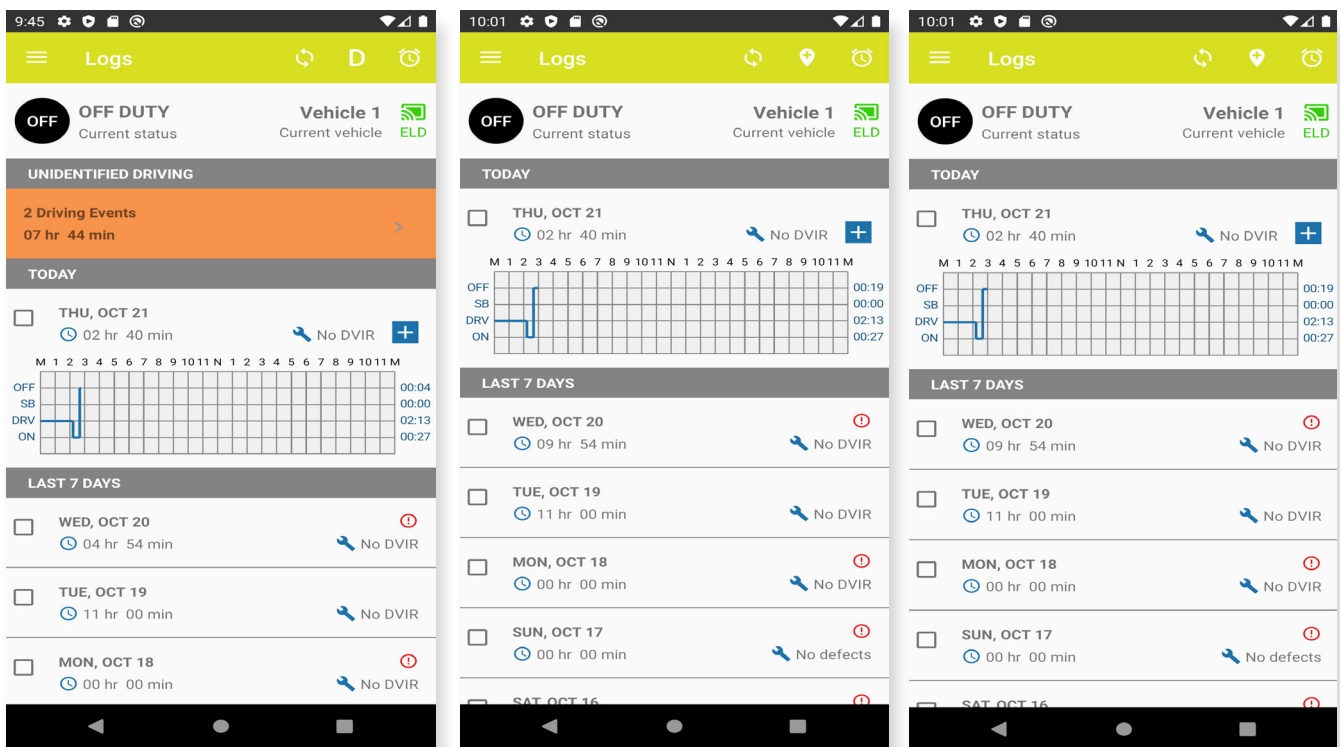 9:45
Logs D
OFF OFF DUTY Vehicle 1
Current status Current vehicle ELD
UNIDENTIFIED DRIVING
2 Driving Events
07 hr 44 min
TODAY
THU, OCT 21
02 hr 40 min No DVIR
M 1 2 3 4 5 6 7 8 9 10 11 N 1 2 3 4 5 6 7 8 9 10 11 M
OFF 00:04
SB 00:00
DRV 02:13
ON 00:27
LAST 7 DAYS
WED, OCT 20
04 hr 54 min No DVIR
TUE, OCT 19
11 hr 00 min No DVIR
MON, OCT 18
00 hr 00 min No DVIR
10:01
Logs
OFF OFF DUTY Vehicle 1
Current status Current vehicle ELD
TODAY
THU, OCT 21
02 hr 40 min No DVIR
M 1 2 3 4 5 6 7 8 9 10 11 N 1 2 3 4 5 6 7 8 9 10 11 M
OFF 00:19
SB 00:00
DRV 02:13
ON 00:27
LAST 7 DAYS
WED, OCT 20
09 hr 54 min No DVIR
TUE, OCT 19
11 hr 00 min No DVIR
MON, OCT 18
00 hr 00 min No DVIR
SUN, OCT 17
00 hr 00 min No defects
SAT, OCT 16
10:01
Logs
OFF OFF DUTY Vehicle 1
Current status Current vehicle ELD
TODAY
THU, OCT 21
02 hr 40 min No DVIR
M 1 2 3 4 5 6 7 8 9 10 11 N 1 2 3 4 5 6 7 8 9 10 11 M
OFF 00:19
SB 00:00
DRV 02:13
ON 00:27
LAST 7 DAYS
WED, OCT 20
09 hr 54 min No DVIR
TUE, OCT 19
11 hr 00 min No DVIR
MON, OCT 18
00 hr 00 min No DVIR
SUN, OCT 17
00 hr 00 min No defects
SAT, OCT 16